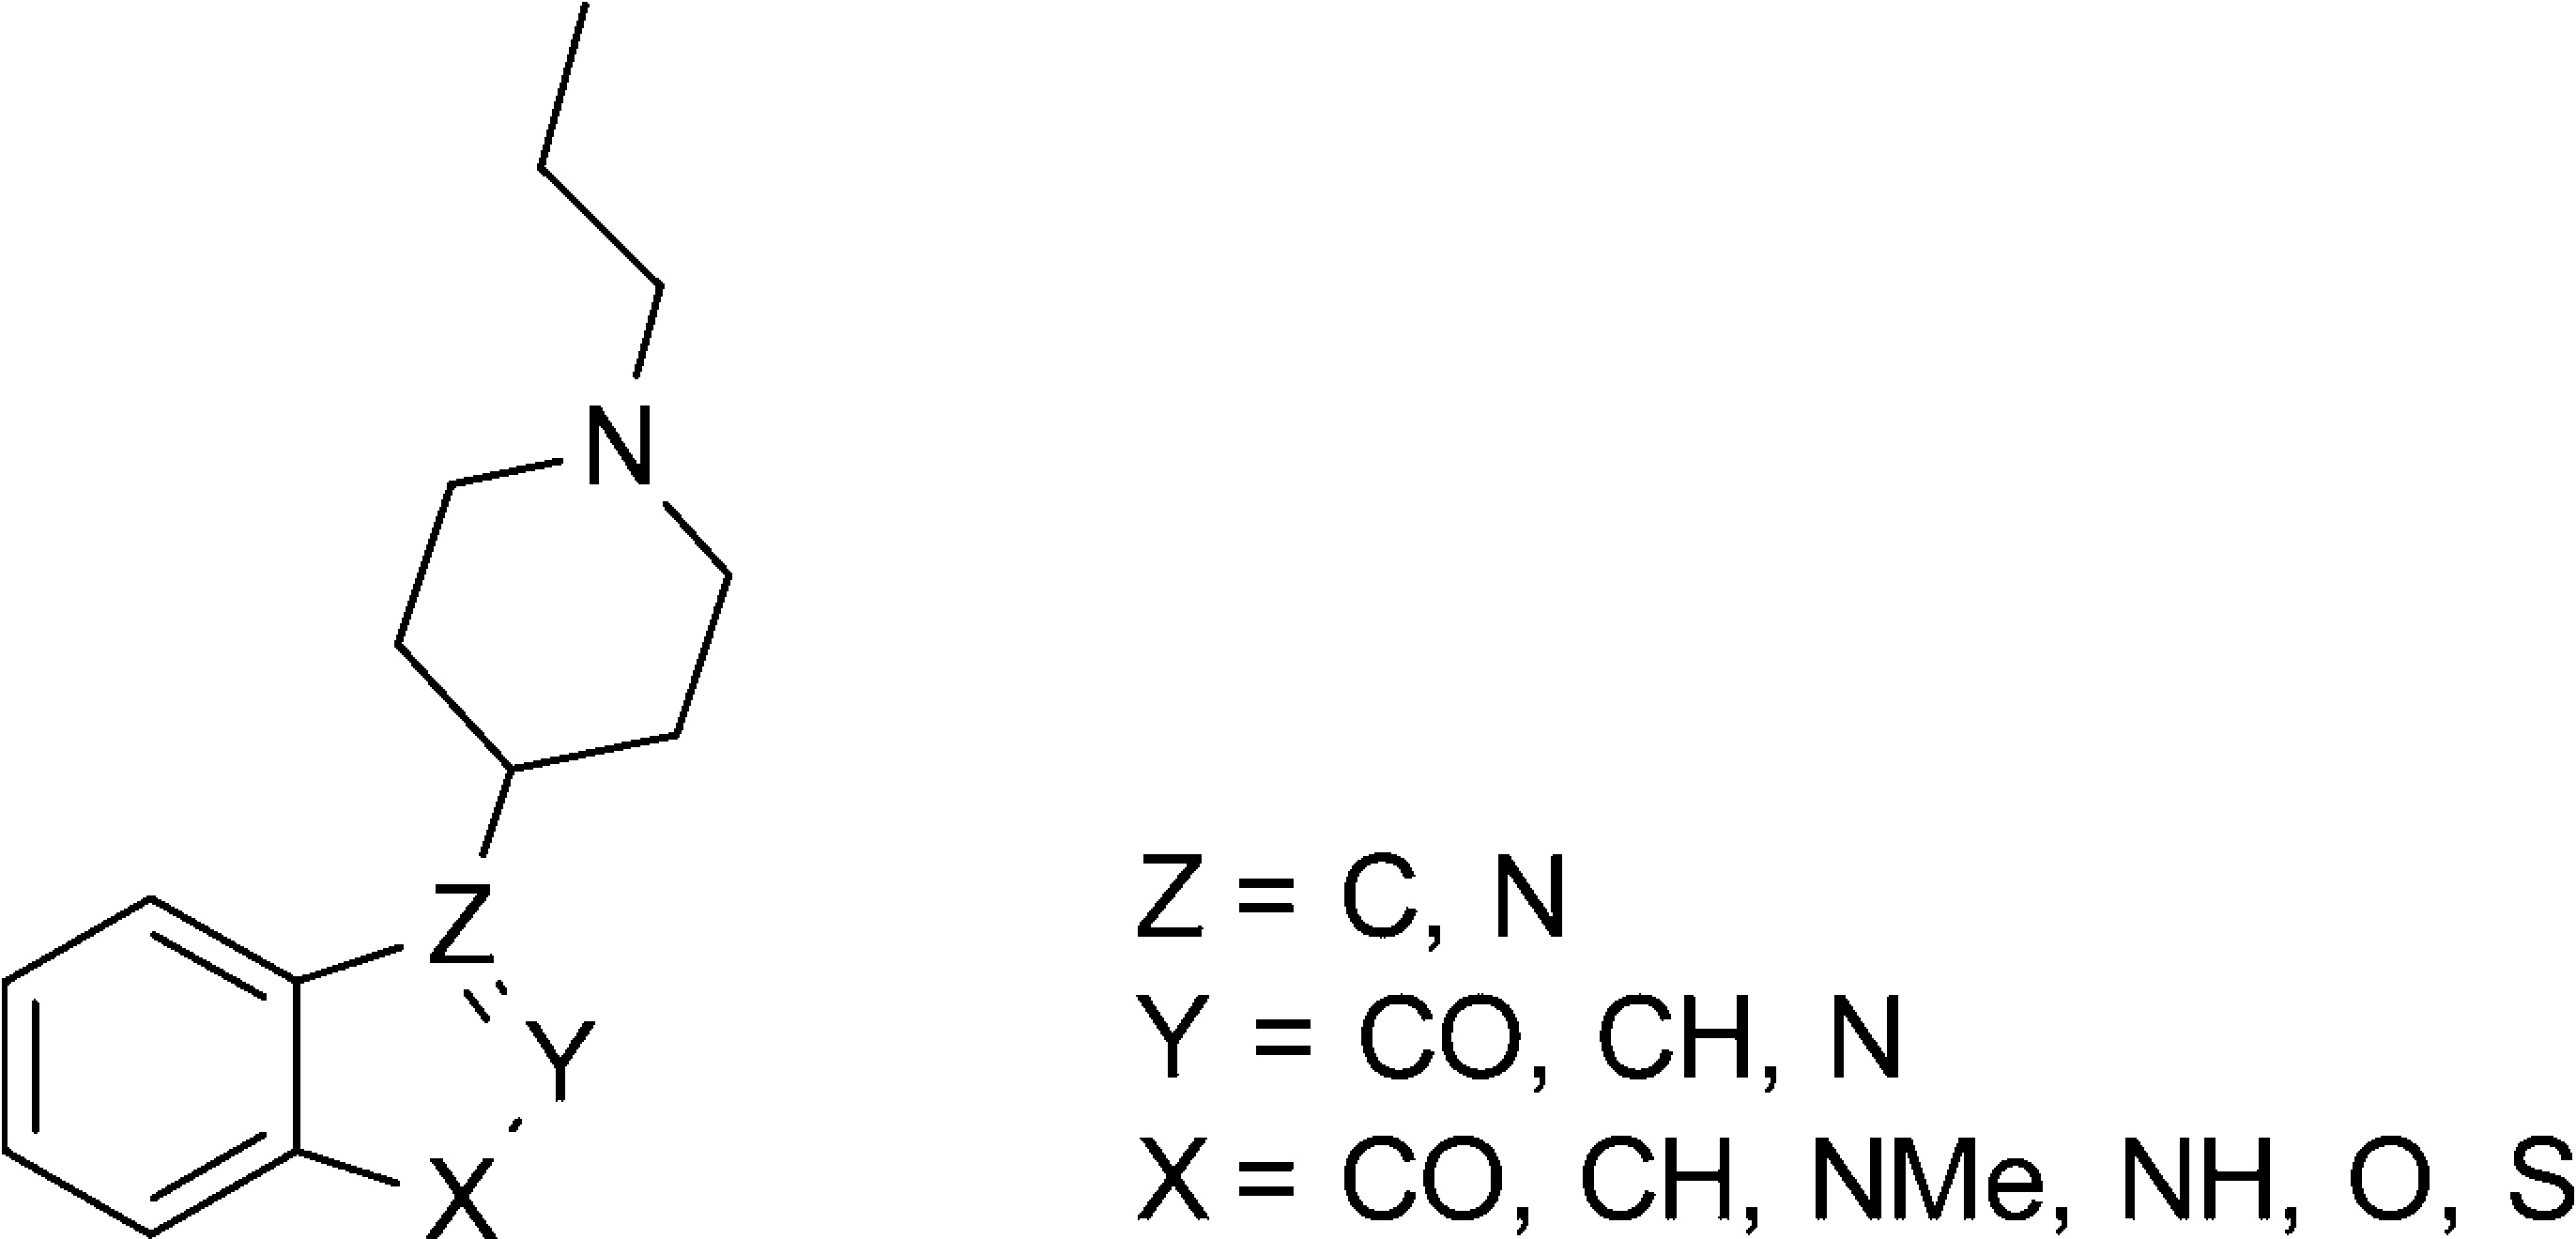 N
Z
Y
X
Z = C, N
Y = CO, CH, N
X = CO, CH, NMe, NH, O, S